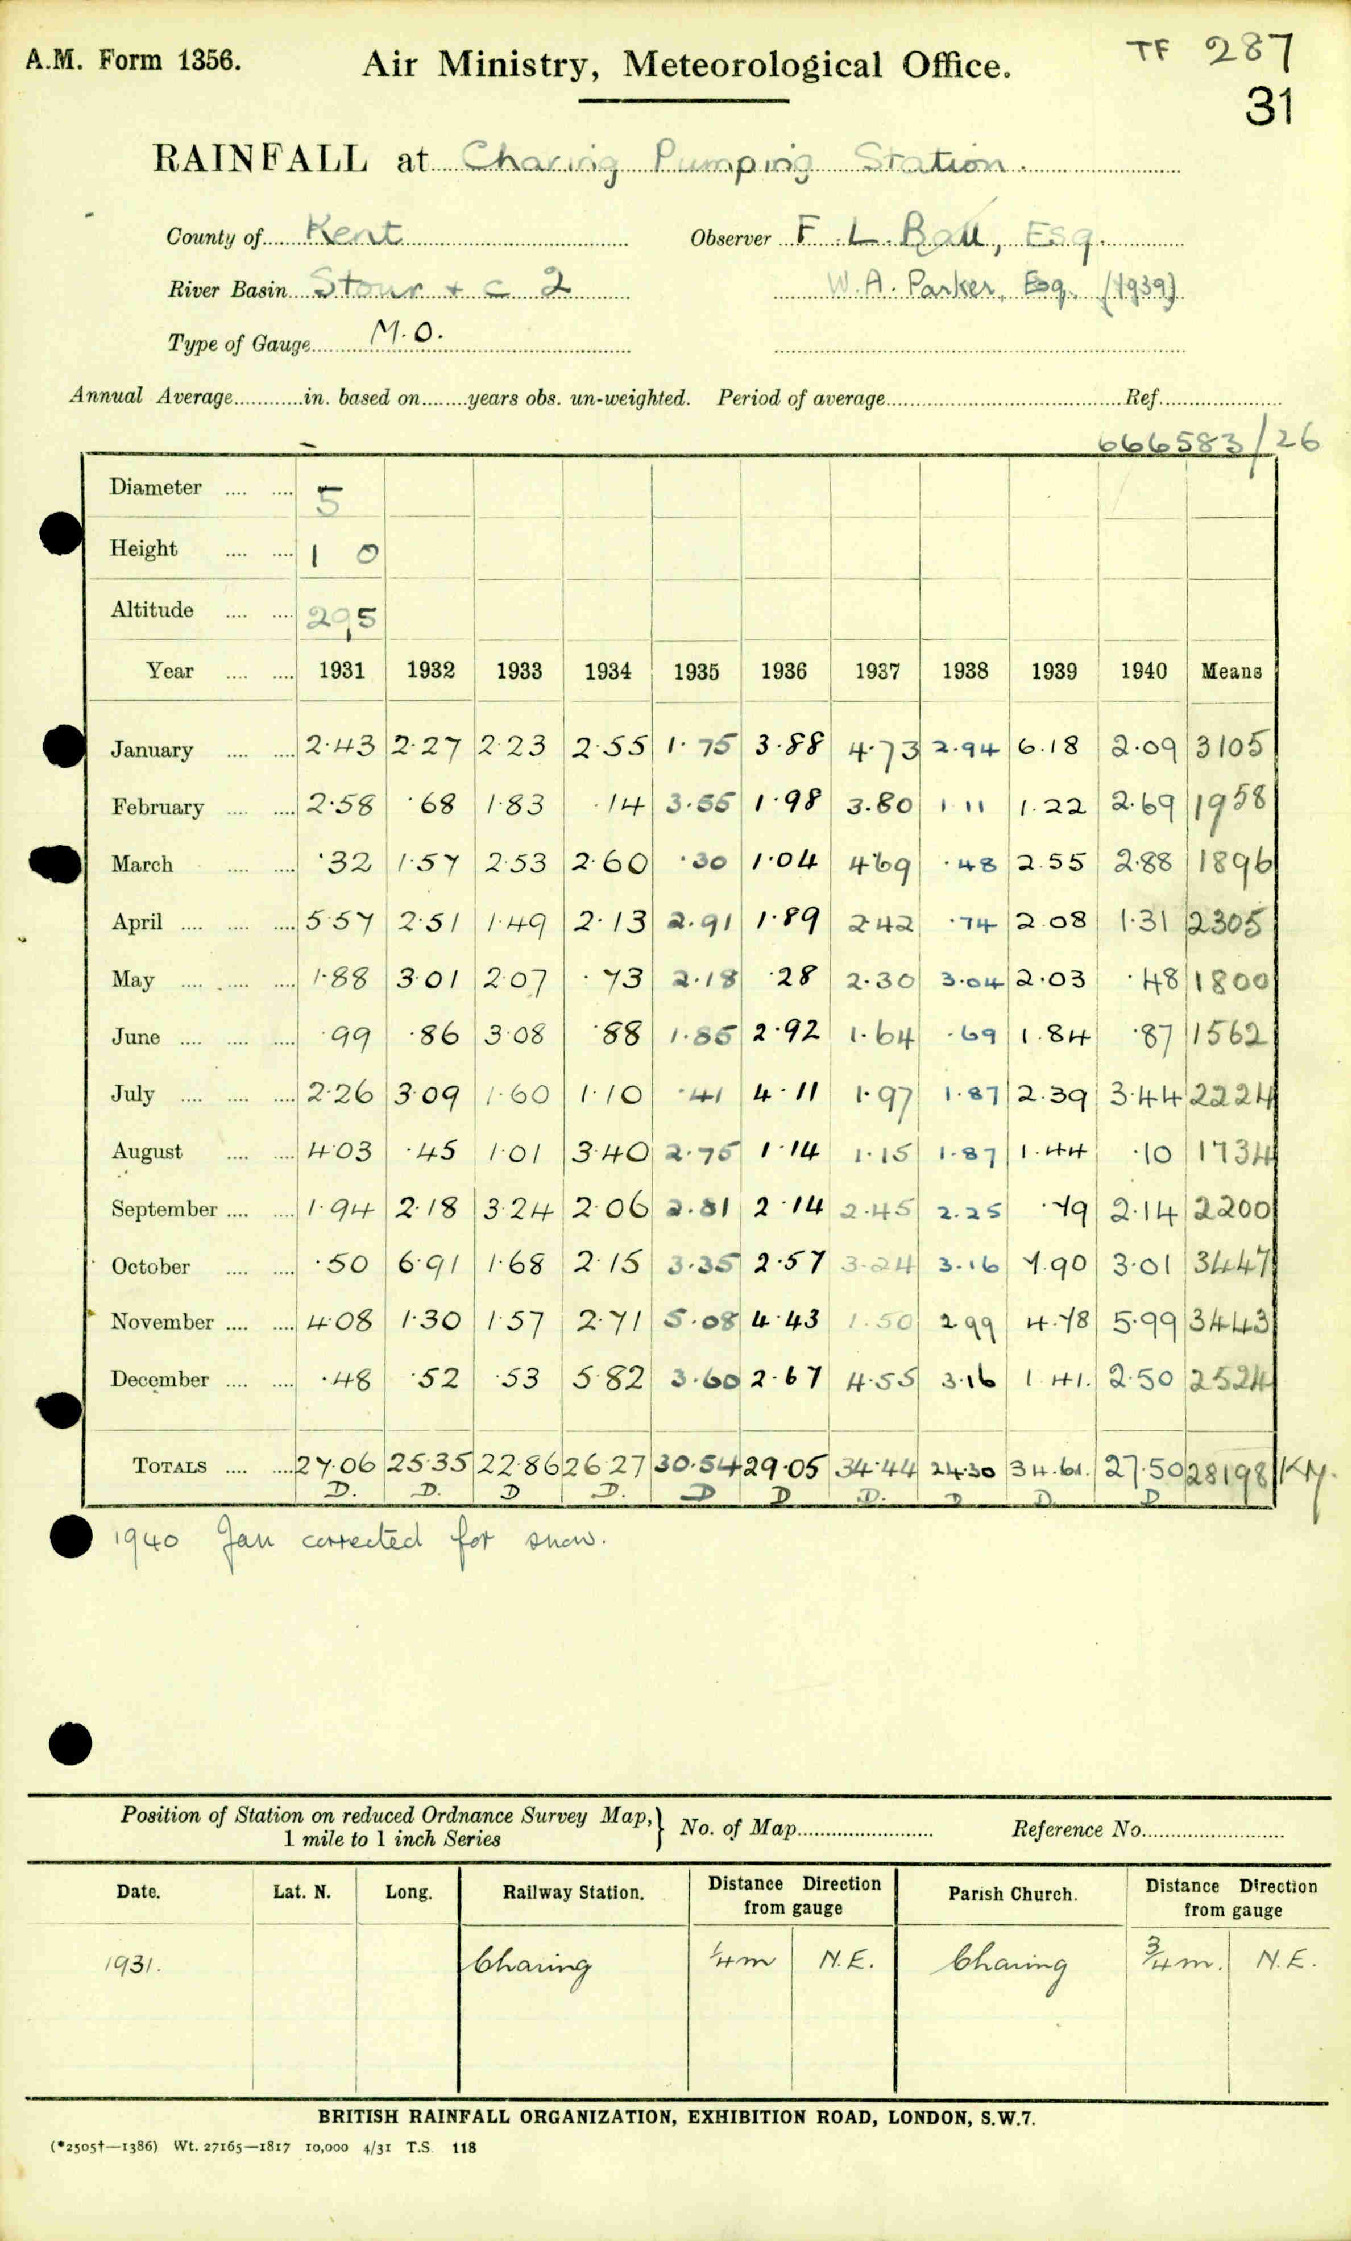 A.M. Form 1356.
Air Ministry, Meteorological Office.
TF 287
31
RAINFALL at Charing Pumping Station.
County of Kent Observer F. L. Ball, Esq.
River Basin Stour & c 2 W. A. Parker, Esq. (1939)
Type of Gauge M.O.
Annual Average in. based on years obs. un-weighted. Period of average Ref.
666583/26
Diameter 5
Height 1 0
Altitude 295
Year 1931 1932 1933 1934 1935 1936 1937 1938 1939 1940 Means
January 2.43 2.27 2.23 2.55 1.75 3.88 4.73 2.94 6.18 2.09 3105
February 2.58 .68 1.83 .14 3.55 1.98 3.80 1.11 1.22 2.69 1958
March .32 1.57 2.53 2.60 .30 1.04 4.69 .48 2.55 2.88 1896
April 5.57 2.51 1.49 2.13 2.91 1.89 2.42 .74 2.08 1.31 2305
May 1.88 3.01 2.07 .73 2.18 .28 2.30 3.04 2.03 .48 1800
June .99 .86 3.08 .88 1.85 2.92 1.64 .69 1.84 .87 1562
July 2.26 3.09 1.60 1.10 .41 4.11 1.97 1.87 2.39 3.44 2224
August 4.03 .45 1.01 3.40 2.75 1.14 1.15 1.87 1.44 .10 1734
September 1.94 2.18 3.24 2.06 2.81 2.14 2.45 2.25 .79 2.14 2200
October .50 6.91 1.68 2.15 3.35 2.57 3.24 3.16 7.90 3.01 3447
November 4.08 1.30 1.57 2.71 5.08 4.43 1.50 2.99 4.78 5.99 3443
December .48 .52 .53 5.82 3.60 2.67 4.55 3.16 1.41. 2.50 2524
TOTALS 27.06 25.35 22.86 26.27 30.54 29.05 34.44 24.30 34.61. 27.50 28198
D. D. D D. D D D. D D. D
1940 Jan corrected for snow.
Position of Station on reduced Ordnance Survey Map, 1 mile to 1 inch Series } No. of Map Reference No.
Date. Lat. N. Long. Railway Station. Distance Direction from gauge Parish Church. Distance Direction from gauge
1931. Charing 1/4m N.E. Charing 3/4m. N.E.
BRITISH RAINFALL ORGANIZATION, EXHIBITION ROAD, LONDON, S.W.7.
(*2505†—1386) Wt. 27165—1817 10,000 4/31 T.S. 118